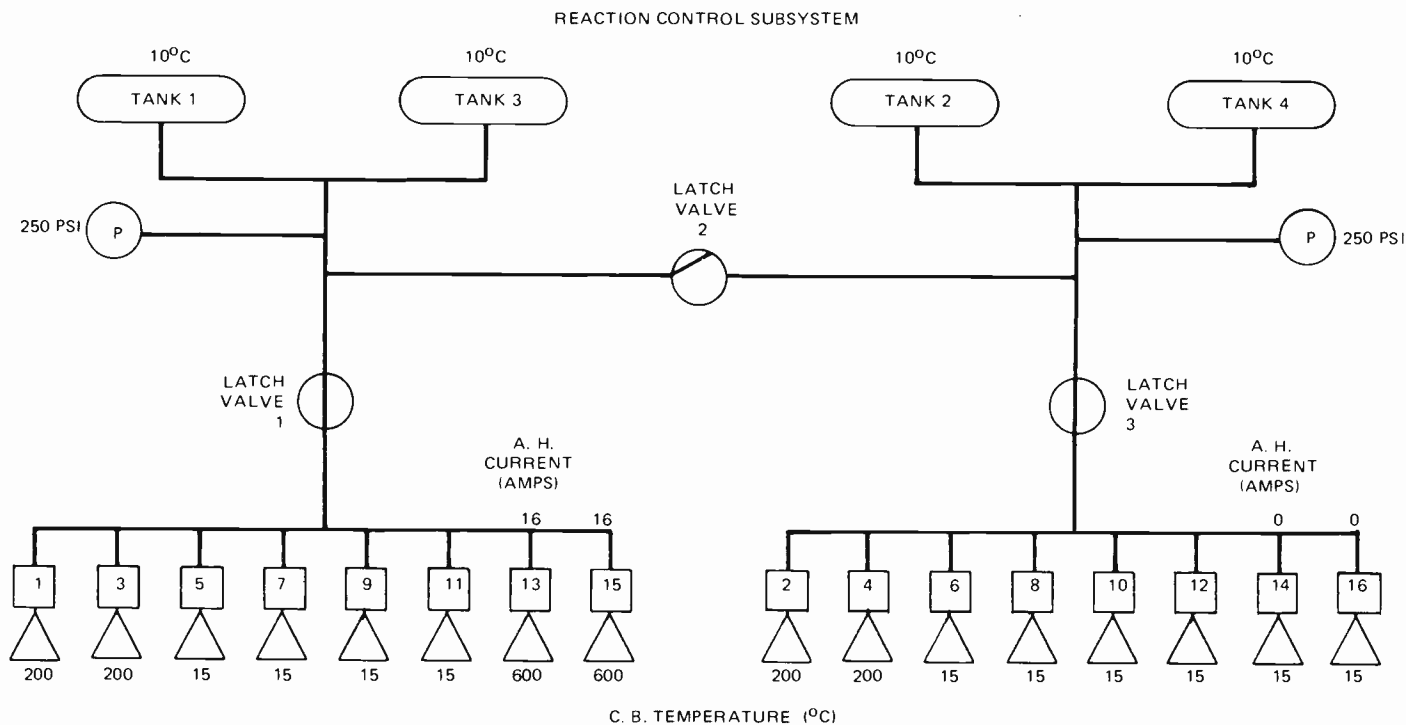 REACTION CONTROL SUBSYSTEM
10°C
10°C
10°C
10°C
TANK 1
TANK 3
TANK 2
TANK 4
250 PSI
P
LATCH
VALVE
2
P
250 PSI
LATCH
VALVE
1
LATCH
VALVE
3
A. H.
CURRENT
(AMPS)
16 16
A. H.
CURRENT
(AMPS)
0 0
1 3 5 7 9 11 13 15
2 4 6 8 10 12 14 16
200 200 15 15 15 15 600 600
200 200 15 15 15 15 15 15
C. B. TEMPERATURE (°C)